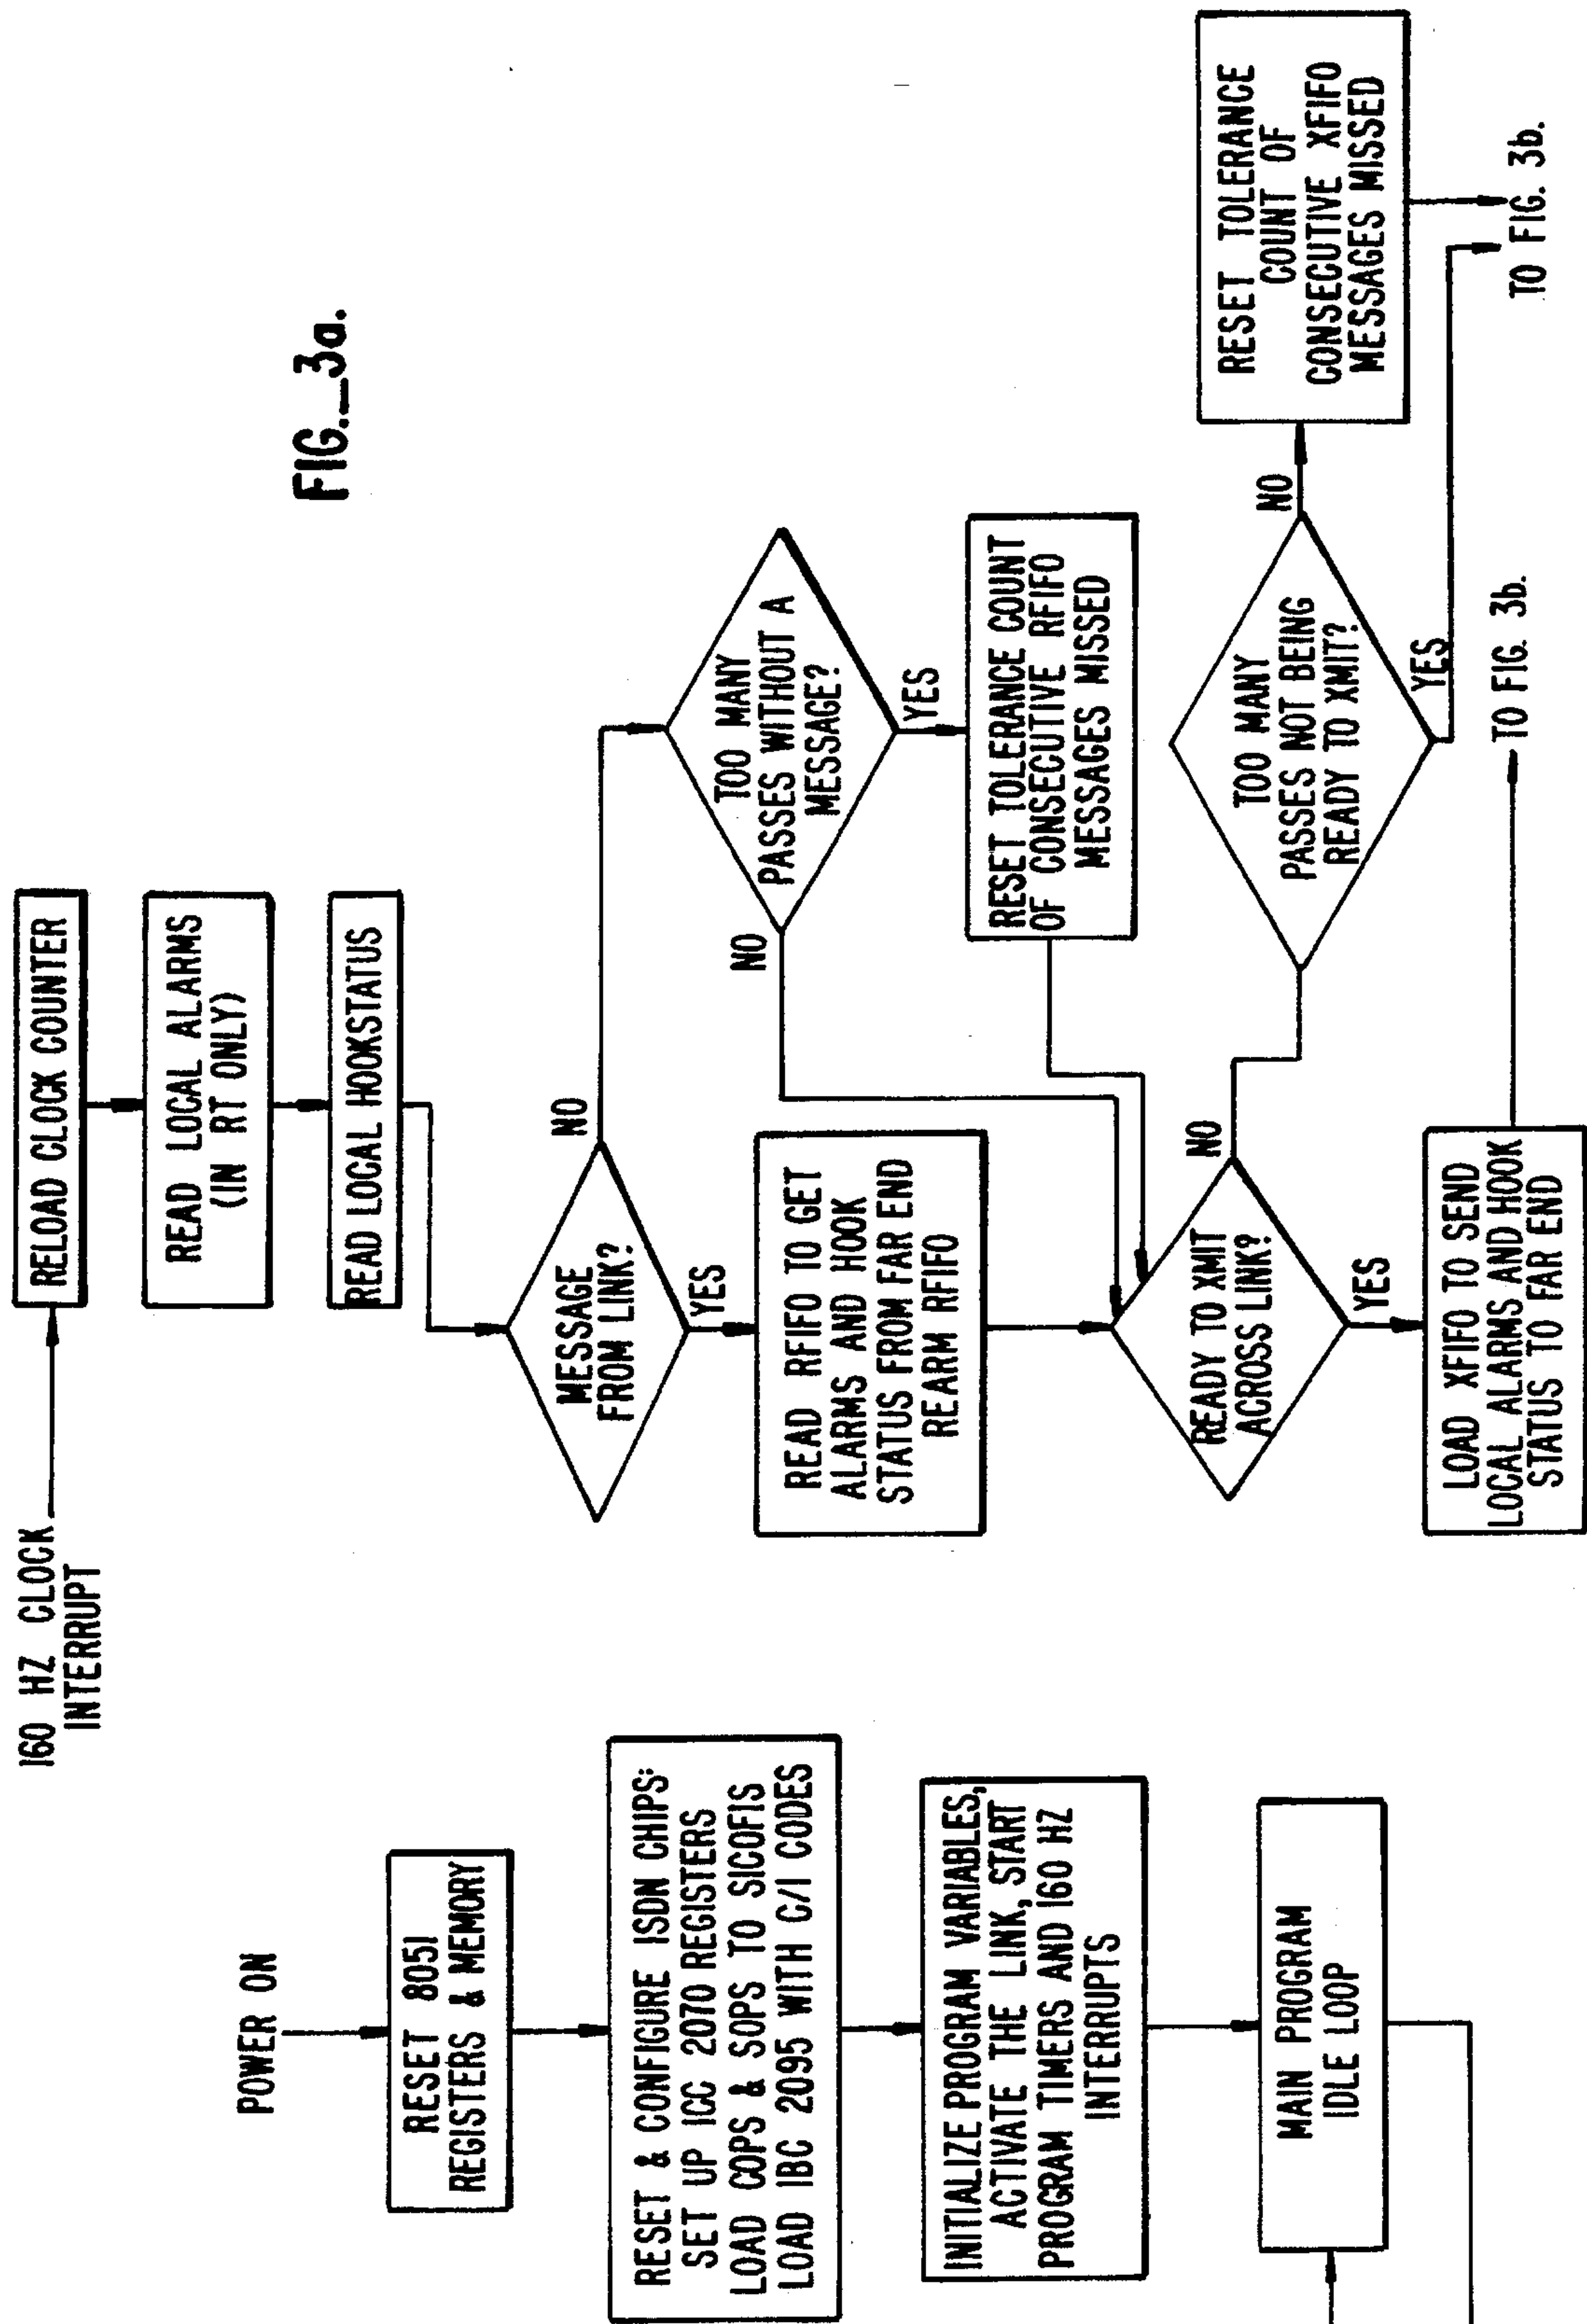 FIG._3a.
POWER ON
RESET 8051
REGISTERS & MEMORY
RESET & CONFIGURE ISDN CHIPS:
SET UP ICC 2070 REGISTERS
LOAD COPS & SOPS TO SICOFIS
LOAD IBC 2095 WITH C/I CODES
INITIALIZE PROGRAM VARIABLES,
ACTIVATE THE LINK, START
PROGRAM TIMERS AND 160 HZ
INTERRUPTS
MAIN PROGRAM
IDLE LOOP
160 HZ CLOCK
INTERRUPT
RELOAD CLOCK COUNTER
READ LOCAL ALARMS
(IN RT ONLY)
READ LOCAL HOOKSTATUS
MESSAGE
FROM LINK?
NO
YES
TOO MANY
PASSES WITHOUT A
MESSAGE?
NO
YES
READ RFIFO TO GET
ALARMS AND HOOK
STATUS FROM FAR END
REARM RFIFO
RESET TOLERANCE COUNT
OF CONSECUTIVE RFIFO
MESSAGES MISSED
READY TO XMIT
ACROSS LINK?
NO
YES
TOO MANY
PASSES NOT BEING
READY TO XMIT?
NO
YES
RESET TOLERANCE
COUNT OF
CONSECUTIVE XFIFO
MESSAGES MISSED
LOAD XFIFO TO SEND
LOCAL ALARMS AND HOOK
STATUS TO FAR END
TO FIG. 3b.
TO FIG. 3b.